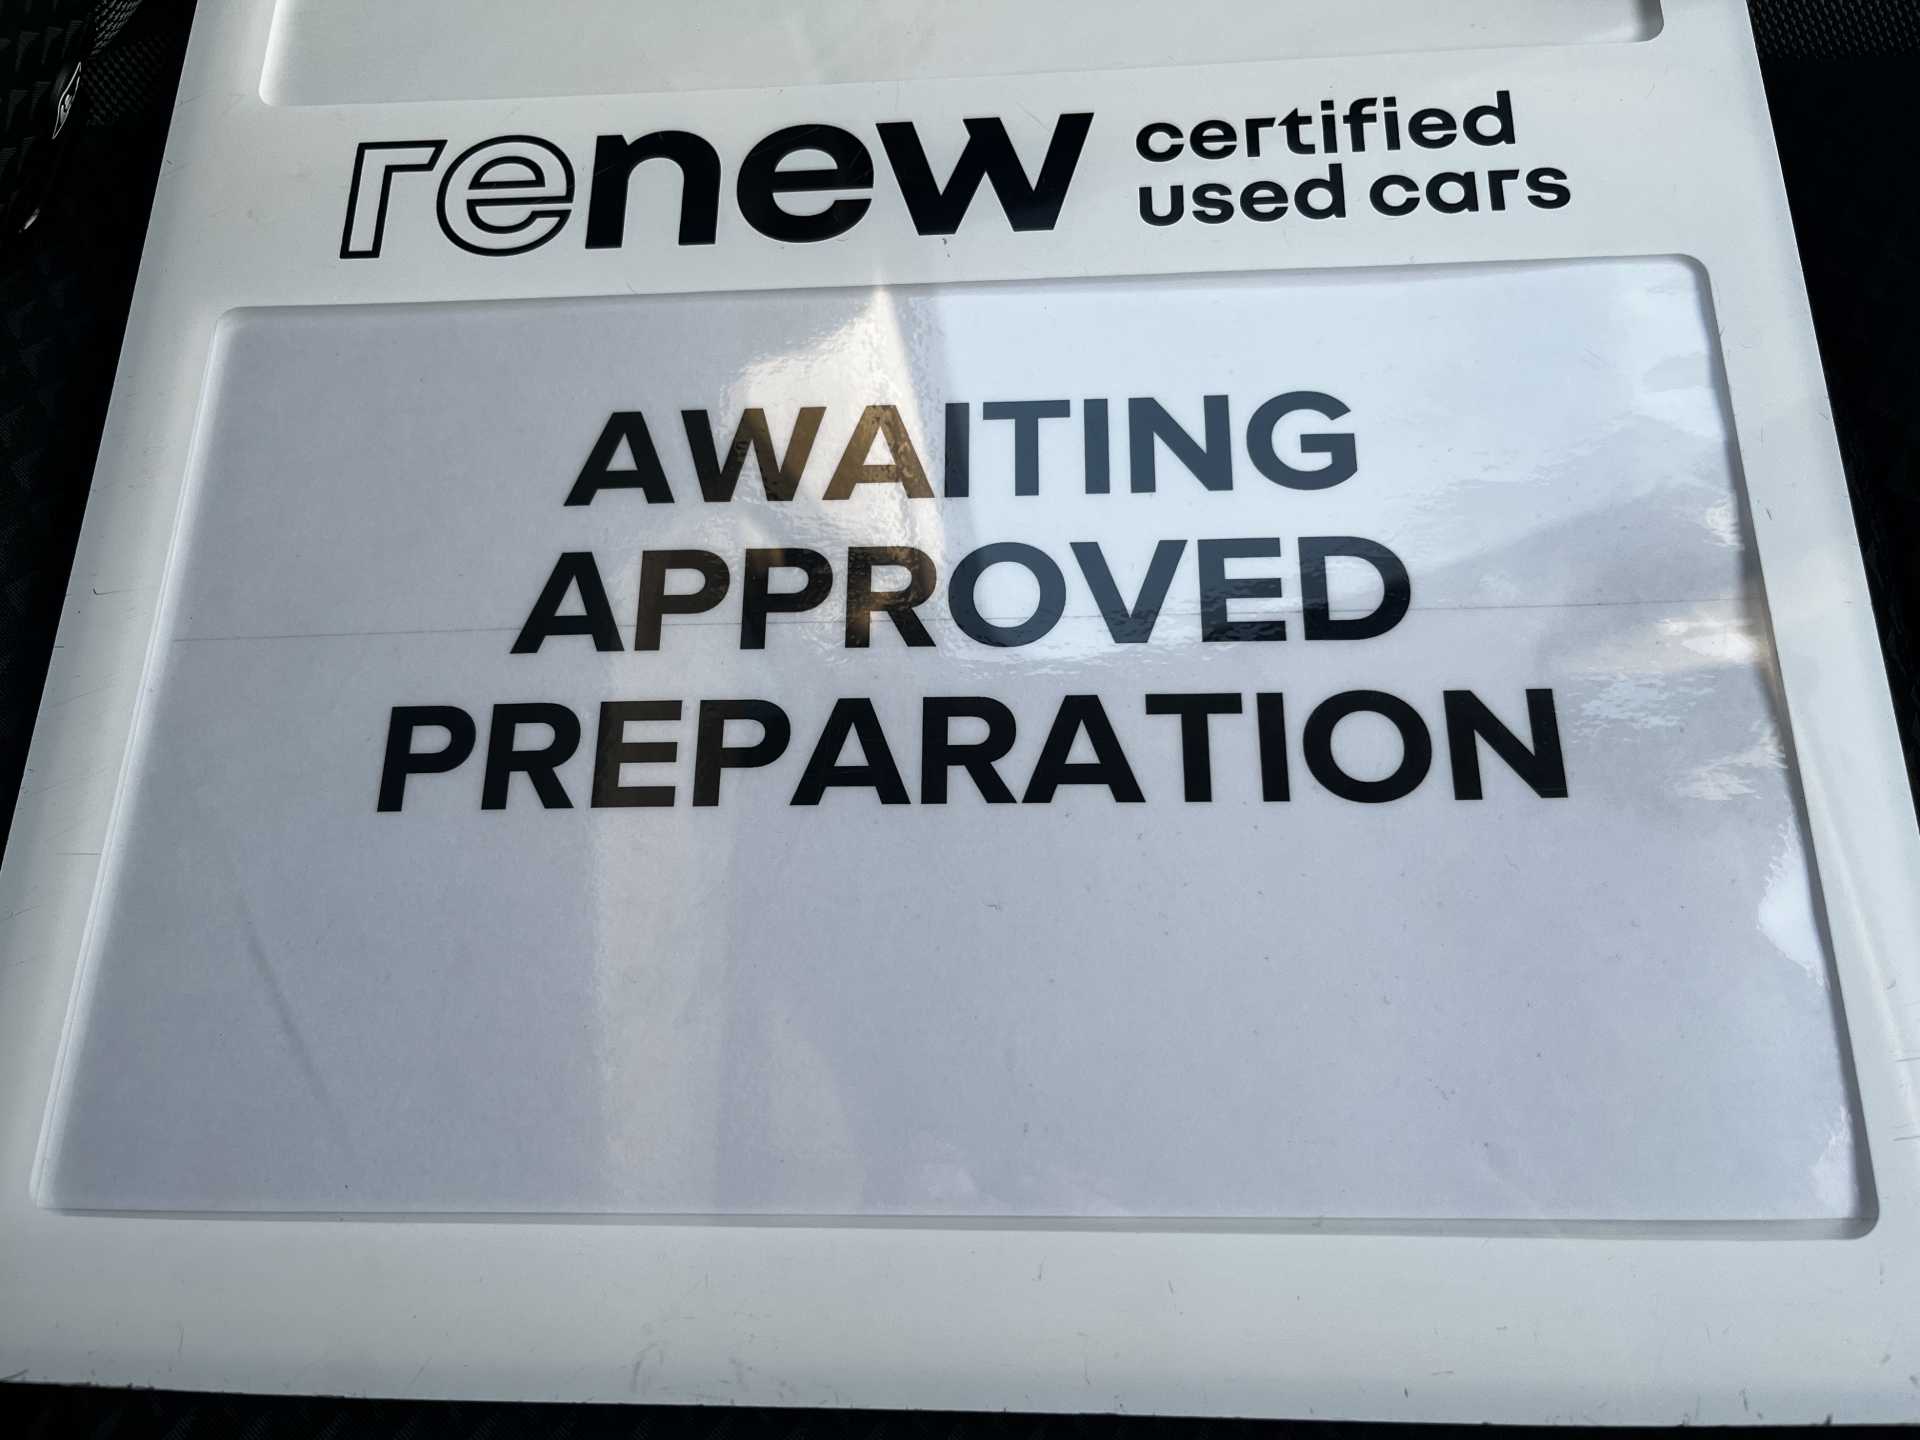 renew certified
used cars
AWAITING
APPROVED
PREPARATION